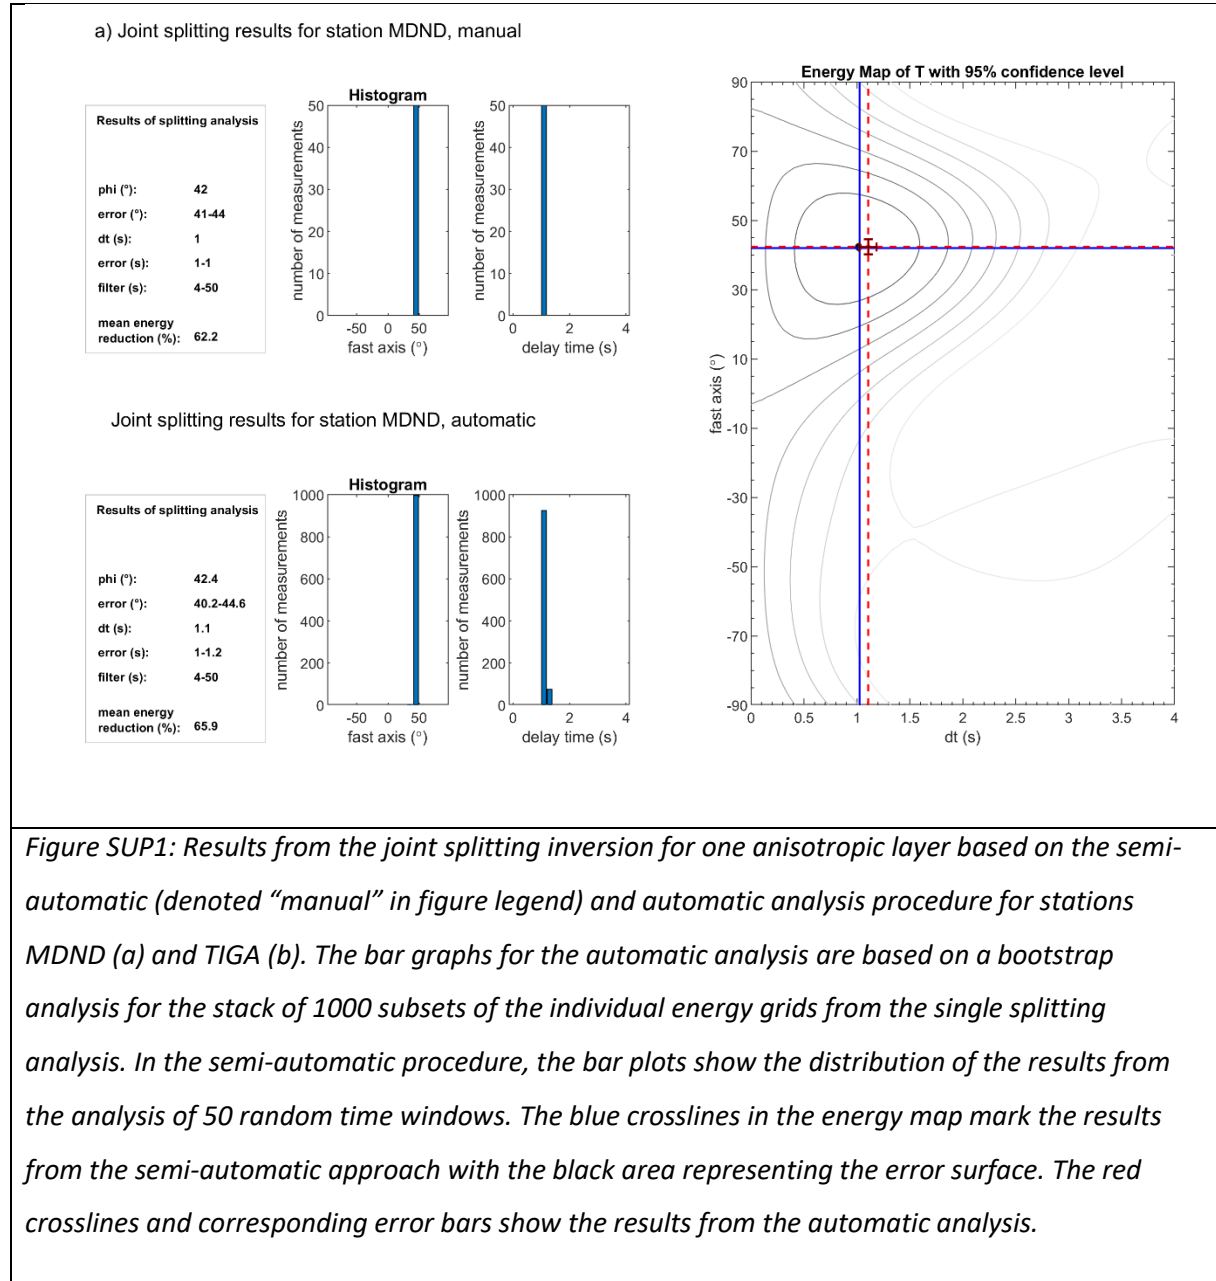 a) Joint splitting results for station MDND, manual
Results of splitting analysis
phi (°): 42
error (°): 41-44
dt (s): 1
error (s): 1-1
filter (s): 4-50
mean energy
reduction (%): 62.2
Histogram
50
40
30
20
10
0
number of measurements
-50 0 50
fast axis (°)
50
40
30
20
10
0
number of measurements
0 2 4
delay time (s)
Joint splitting results for station MDND, automatic
Results of splitting analysis
phi (°): 42.4
error (°): 40.2-44.6
dt (s): 1.1
error (s): 1-1.2
filter (s): 4-50
mean energy
reduction (%): 65.9
Histogram
1000
800
600
400
200
0
number of measurements
-50 0 50
fast axis (°)
1000
800
600
400
200
0
number of measurements
0 2 4
delay time (s)
Energy Map of T with 95% confidence level
90
70
50
30
10
-10
-30
-50
-70
-90
fast axis (°)
0 0.5 1 1.5 2 2.5 3 3.5 4
dt (s)
Figure SUP1: Results from the joint splitting inversion for one anisotropic layer based on the semi-
automatic (denoted “manual” in figure legend) and automatic analysis procedure for stations
MDND (a) and TIGA (b). The bar graphs for the automatic analysis are based on a bootstrap
analysis for the stack of 1000 subsets of the individual energy grids from the single splitting
analysis. In the semi-automatic procedure, the bar plots show the distribution of the results from
the analysis of 50 random time windows. The blue crosslines in the energy map mark the results
from the semi-automatic approach with the black area representing the error surface. The red
crosslines and corresponding error bars show the results from the automatic analysis.